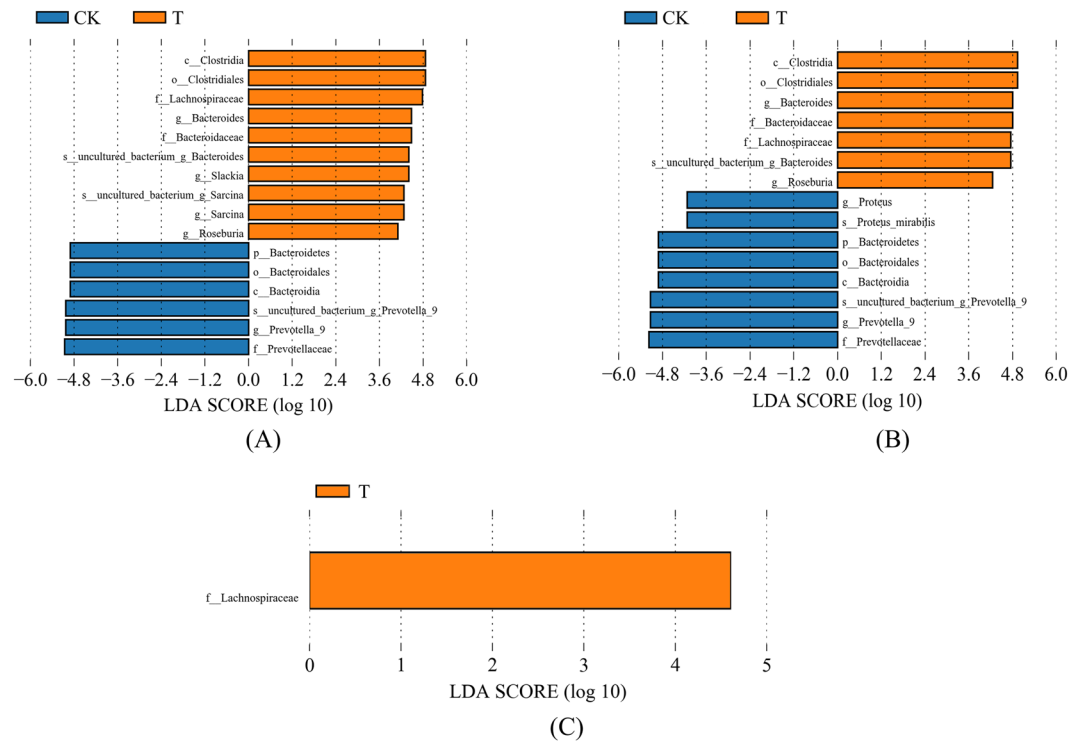 CK T
c__Clostridia
o__Clostridiales
f__Lachnospiraceae
g__Bacteroides
f__Bacteroidaceae
s__uncultured_bacterium_g_Bacteroides
g__Slackia
s__uncultured_bacterium_g_Sarcina
g__Sarcina
g__Roseburia
p__Bacteroidetes
o__Bacteroidales
c__Bacteroidia
s__uncultured_bacterium_g_Prevotella_9
g__Prevotella_9
f__Prevotellaceae
−6.0 −4.8 −3.6 −2.4 −1.2 0.0 1.2 2.4 3.6 4.8 6.0
LDA SCORE (log 10)
(A)
CK T
c__Clostridia
o__Clostridiales
g__Bacteroides
f__Bacteroidaceae
f__Lachnospiraceae
s__uncultured_bacterium_g_Bacteroides
g__Roseburia
g__Proteus
s__Proteus_mirabilis
p__Bacteroidetes
o__Bacteroidales
c__Bacteroidia
s__uncultured_bacterium_g_Prevotella_9
g__Prevotella_9
f__Prevotellaceae
−6.0 −4.8 −3.6 −2.4 −1.2 0.0 1.2 2.4 3.6 4.8 6.0
LDA SCORE (log 10)
(B)
T
f__Lachnospiraceae
0 1 2 3 4 5
LDA SCORE (log 10)
(C)